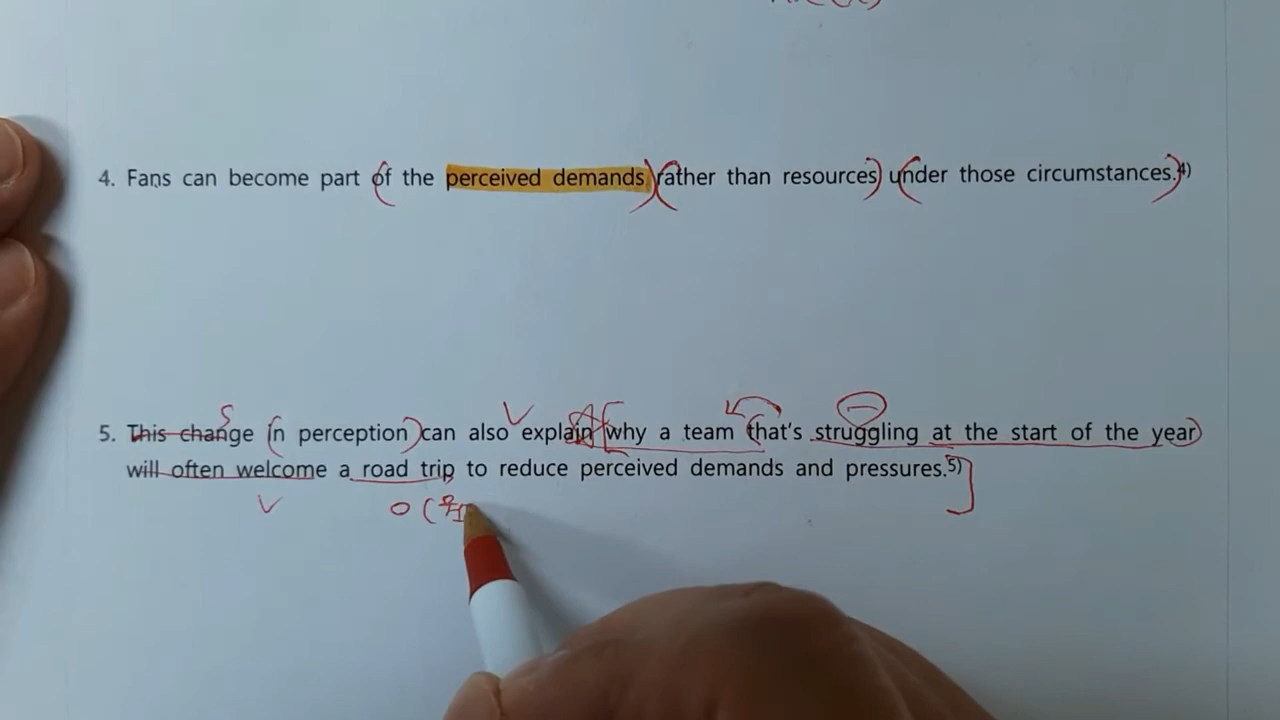 4. Fans can become part of the perceived demands rather than resources under those circumstances.4)
S V
5. This change in perception can also explain why a team that's struggling at the start of the year
will often welcome a road trip to reduce perceived demands and pressures.5)
V O (